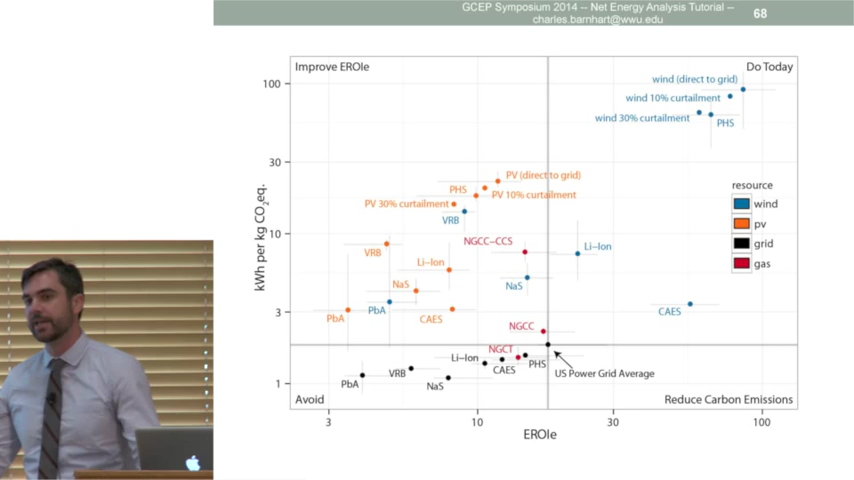 GCEP Symposium 2014 -- Net Energy Analysis Tutorial --
charles.barnhart@wwu.edu
68
Improve EROIe
Do Today
wind (direct to grid)
100
wind 10% curtailment
wind 30% curtailment
PHS
30
PV (direct to grid)
PHS
PV 10% curtailment
PV 30% curtailment
VRB
resource
wind
pv
grid
gas
10
NGCC-CCS
Li-Ion
VRB
Li-Ion
NaS
NaS
3
PbA
PbA
CAES
CAES
NGCC
NGCT
Li-Ion
PHS
CAES
US Power Grid Average
VRB
PbA
NaS
1
Avoid
Reduce Carbon Emissions
3
10
30
100
EROIe
kWh per kg CO2eq.